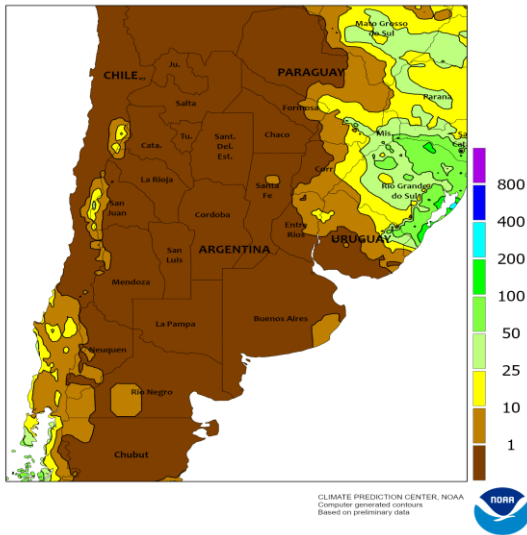 Mato Grosso
do Sul
Ju.
CHILE
PARAGUAY
Parana
Salta
Formosa
Tu.
Sant.
Del.
Est.
Chaco
Mis.
Cata.
Corr
La Rioja
Santa
Fe
Rio Grande
do Sul
San
Juan
Cordoba
Entre
Rios
URUGUAY
San
Luis
ARGENTINA
Mendoza
La Pampa
Buenos Aires
Neuquen
Rio Negro
Chubut
800
400
200
100
50
25
10
1
CLIMATE PREDICTION CENTER, NOAA
Computer generated contours
Based on preliminary data
NOAA